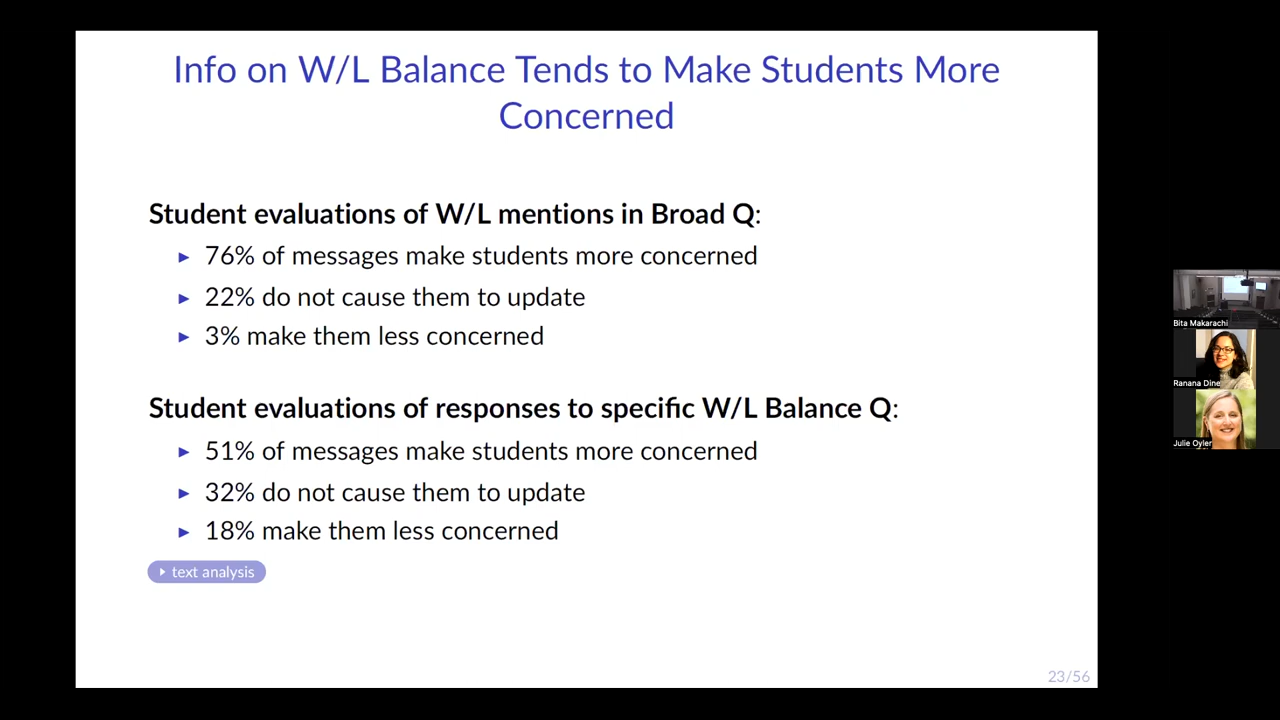 Info on W/L Balance Tends to Make Students More
Concerned
Student evaluations of W/L mentions in Broad Q:
▸ 76% of messages make students more concerned
▸ 22% do not cause them to update
▸ 3% make them less concerned
Student evaluations of responses to specific W/L Balance Q:
▸ 51% of messages make students more concerned
▸ 32% do not cause them to update
▸ 18% make them less concerned
▸ text analysis
23/56
Bita Makarachi
Ranana Dine
Julie Oyler